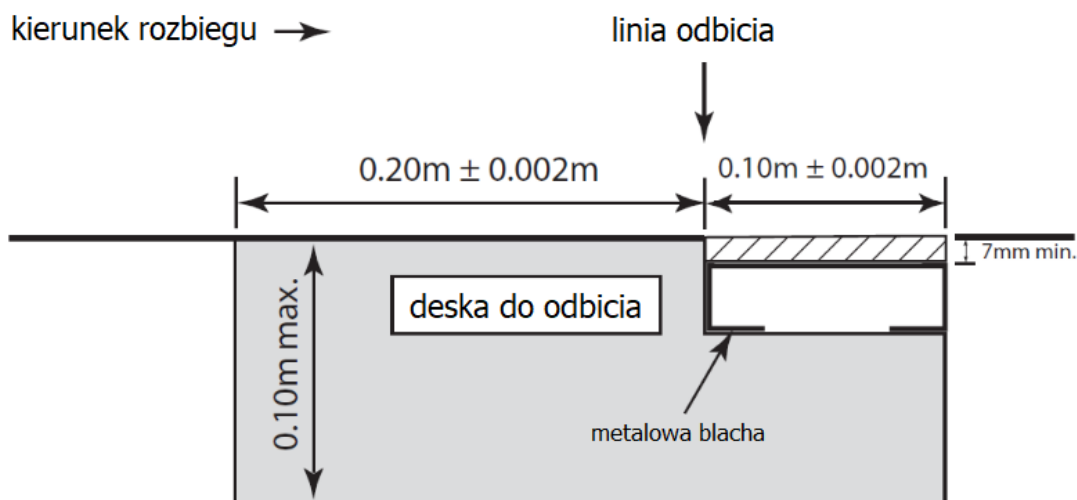 kierunek rozbiegu
linia odbicia
0.20m ± 0.002m
0.10m ± 0.002m
7mm min.
deska do odbicia
0.10m max.
metalowa blacha